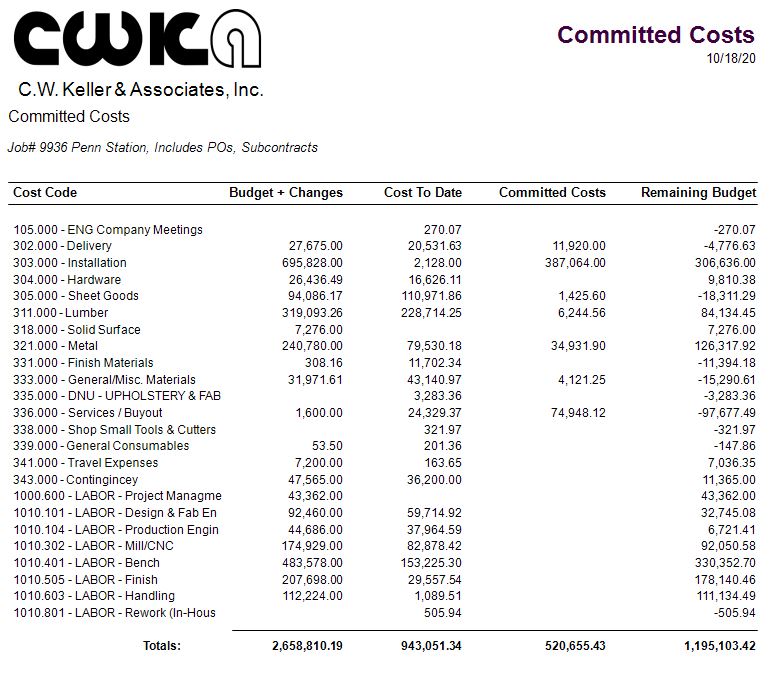 CWKA
Committed Costs
10/18/20
C.W. Keller & Associates, Inc.
Committed Costs
Job# 9936 Penn Station, Includes POs, Subcontracts
Cost Code Budget + Changes Cost To Date Committed Costs Remaining Budget
105.000 - ENG Company Meetings 270.07 -270.07
302.000 - Delivery 27,675.00 20,531.63 11,920.00 -4,776.63
303.000 - Installation 695,828.00 2,128.00 387,064.00 306,636.00
304.000 - Hardware 26,436.49 16,626.11 9,810.38
305.000 - Sheet Goods 94,086.17 110,971.86 1,425.60 -18,311.29
311.000 - Lumber 319,093.26 228,714.25 6,244.56 84,134.45
318.000 - Solid Surface 7,276.00 7,276.00
321.000 - Metal 240,780.00 79,530.18 34,931.90 126,317.92
331.000 - Finish Materials 308.16 11,702.34 -11,394.18
333.000 - General/Misc. Materials 31,971.61 43,140.97 4,121.25 -15,290.61
335.000 - DNU - UPHOLSTERY & FAB 3,283.36 -3,283.36
336.000 - Services / Buyout 1,600.00 24,329.37 74,948.12 -97,677.49
338.000 - Shop Small Tools & Cutters 321.97 -321.97
339.000 - General Consumables 53.50 201.36 -147.86
341.000 - Travel Expenses 7,200.00 163.65 7,036.35
343.000 - Contingincey 47,565.00 36,200.00 11,365.00
1000.600 - LABOR - Project Managme 43,362.00 43,362.00
1010.101 - LABOR - Design & Fab En 92,460.00 59,714.92 32,745.08
1010.104 - LABOR - Production Engin 44,686.00 37,964.59 6,721.41
1010.302 - LABOR - Mill/CNC 174,929.00 82,878.42 92,050.58
1010.401 - LABOR - Bench 483,578.00 153,225.30 330,352.70
1010.505 - LABOR - Finish 207,698.00 29,557.54 178,140.46
1010.603 - LABOR - Handling 112,224.00 1,089.51 111,134.49
1010.801 - LABOR - Rework (In-Hous 505.94 -505.94
Totals: 2,658,810.19 943,051.34 520,655.43 1,195,103.42